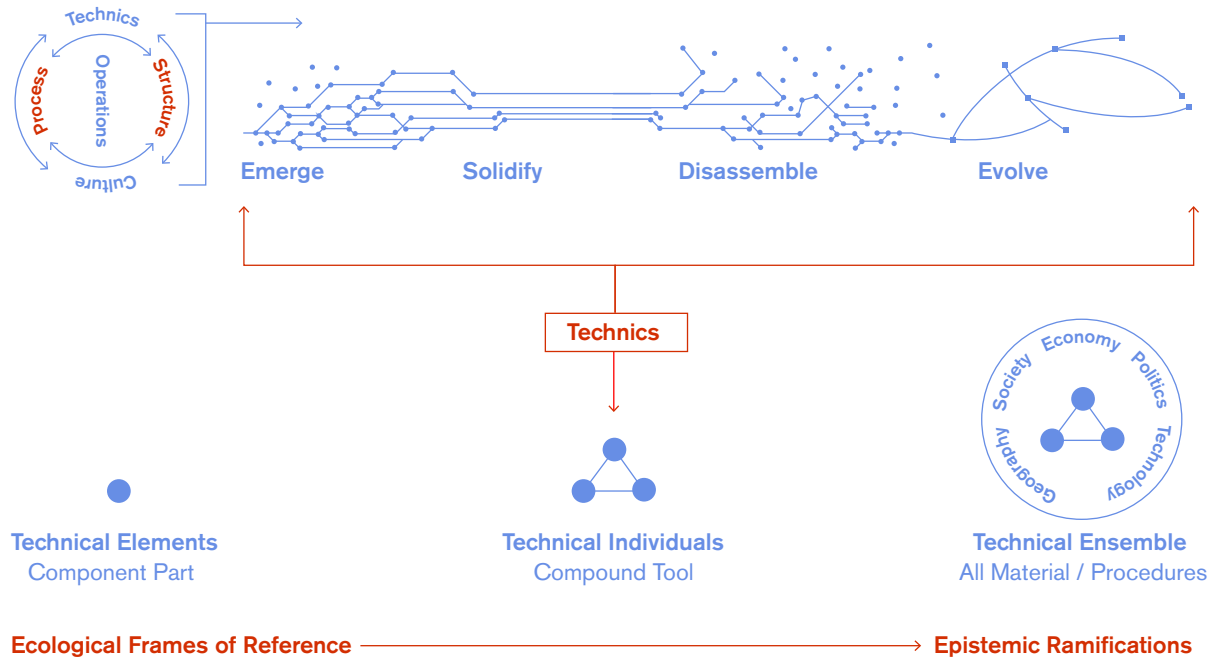 Technics
Process
Operations
Structure
Culture
Emerge
Solidify
Disassemble
Evolve
Technics
Geography
Society
Economy
Politics
Technology
Technical Elements
Component Part
Technical Individuals
Compound Tool
Technical Ensemble
All Material / Procedures
Ecological Frames of Reference
Epistemic Ramifications